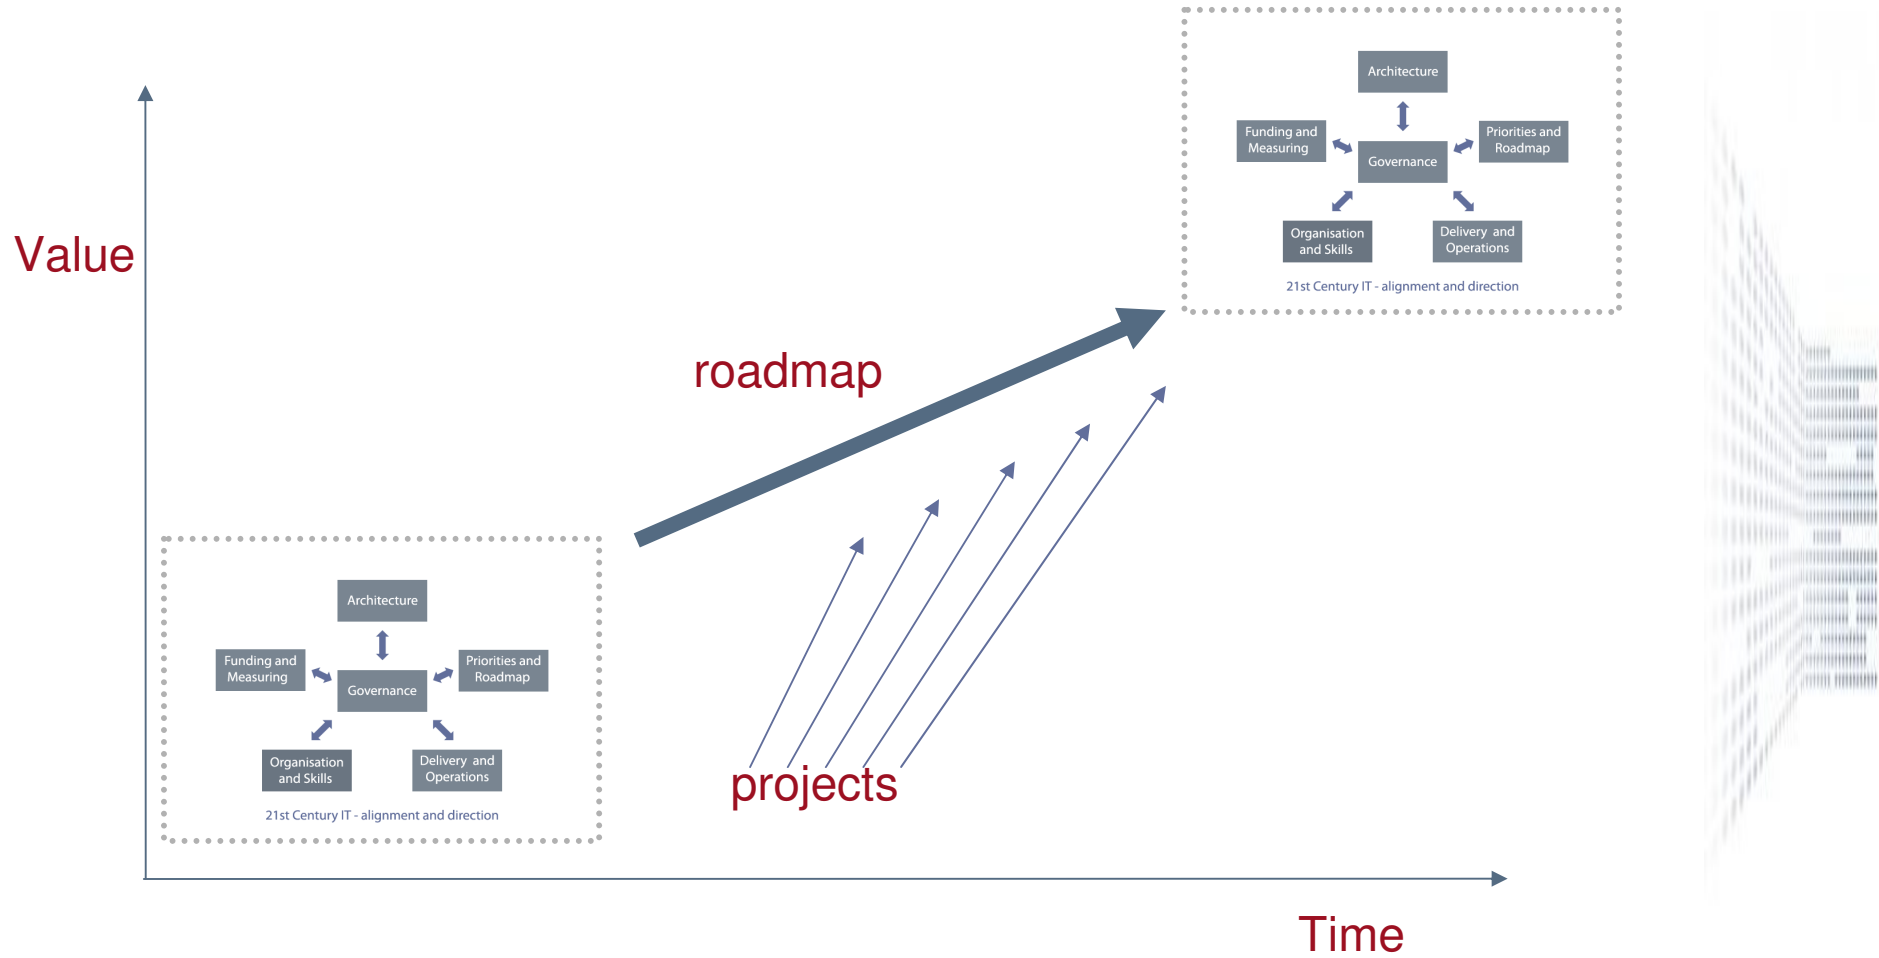 Architecture
Funding and
Measuring
Priorities and
Roadmap
Governance
Organisation
and Skills
Delivery and
Operations
21st Century IT - alignment and direction
Value
roadmap
Architecture
Funding and
Measuring
Priorities and
Roadmap
Governance
Organisation
and Skills
Delivery and
Operations
21st Century IT - alignment and direction
projects
Time